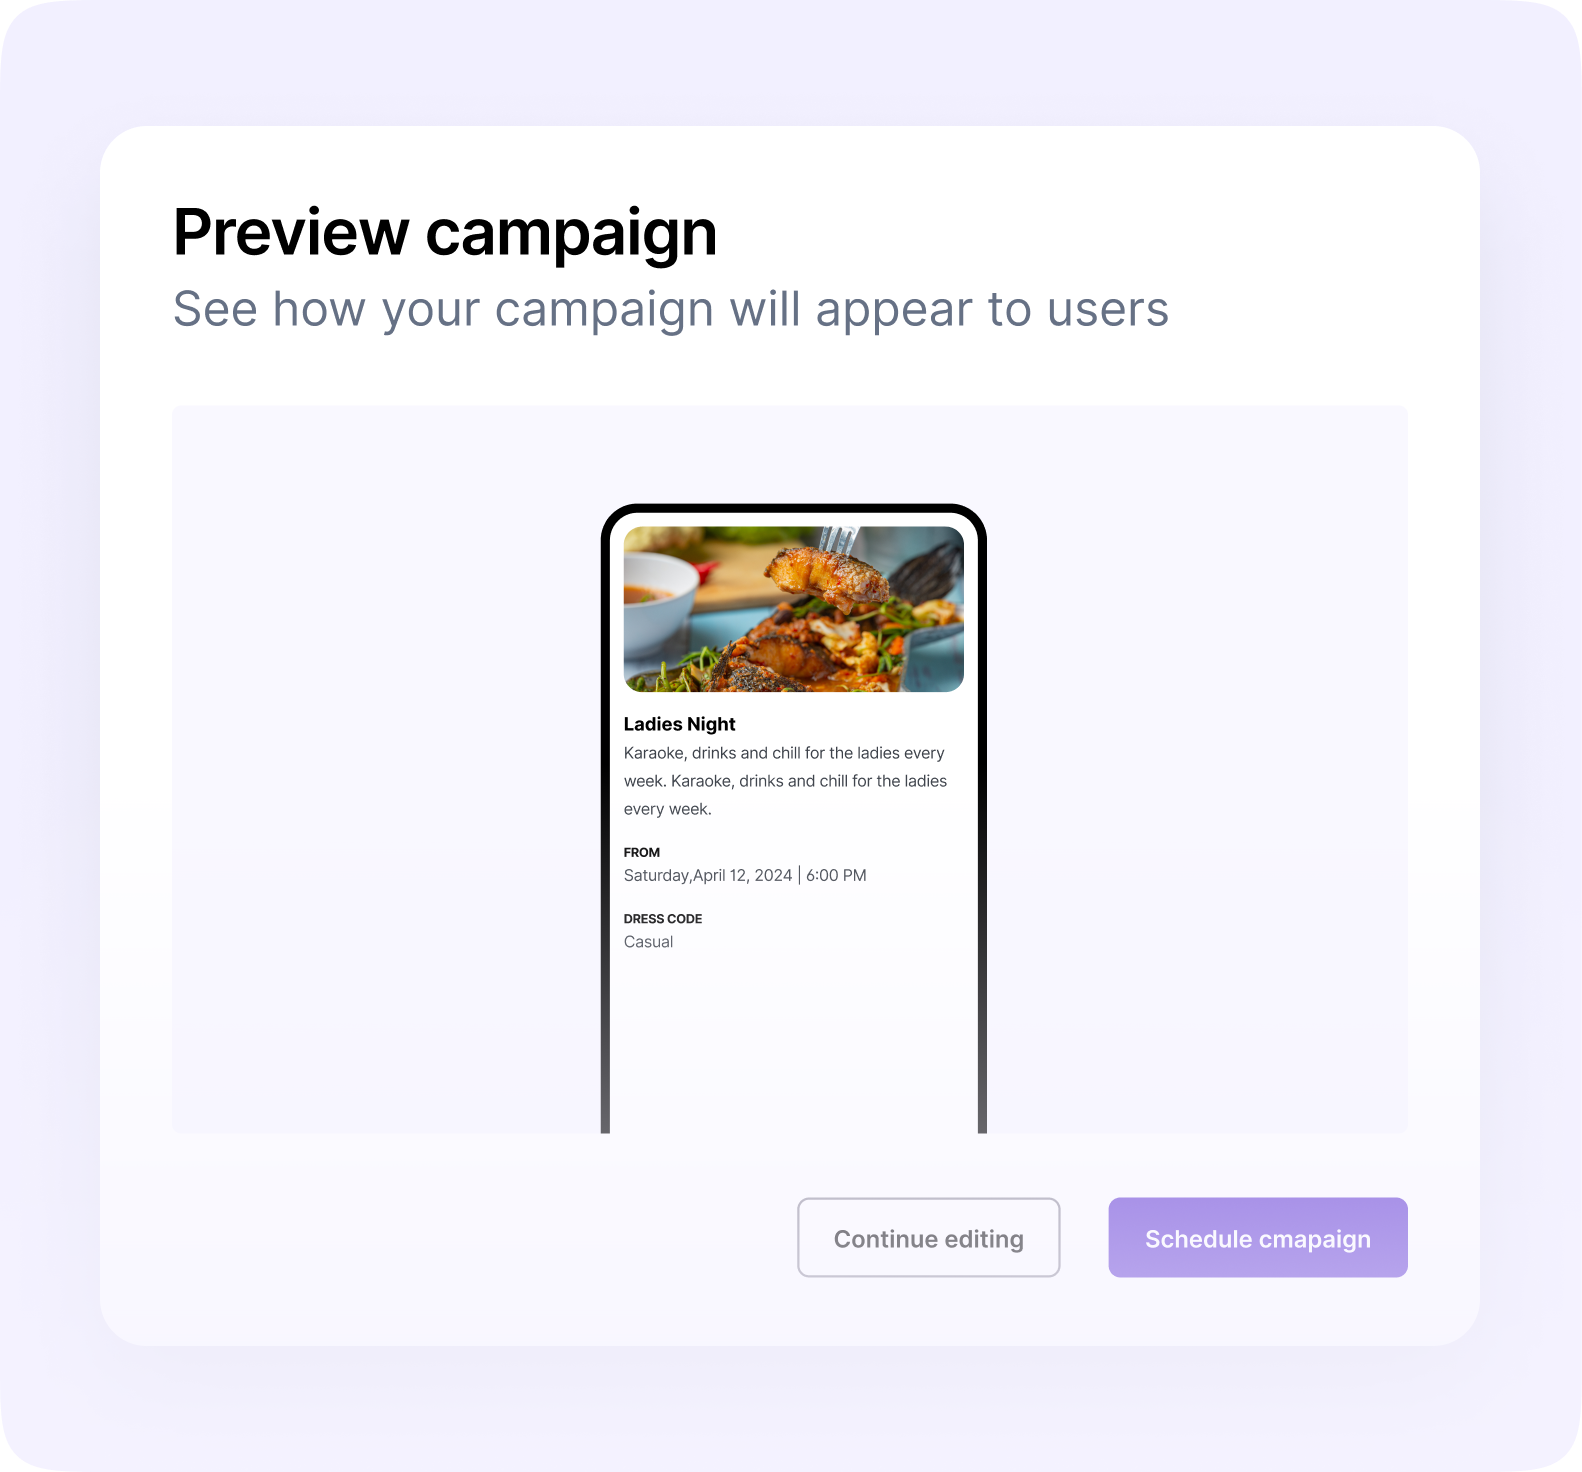 Preview campaign
See how your campaign will appear to users
Ladies Night
Karaoke, drinks and chill for the ladies every
week. Karaoke, drinks and chill for the ladies
every week.
FROM
Saturday,April 12, 2024 | 6:00 PM
DRESS CODE
Casual
Continue editing
Schedule cmapaign